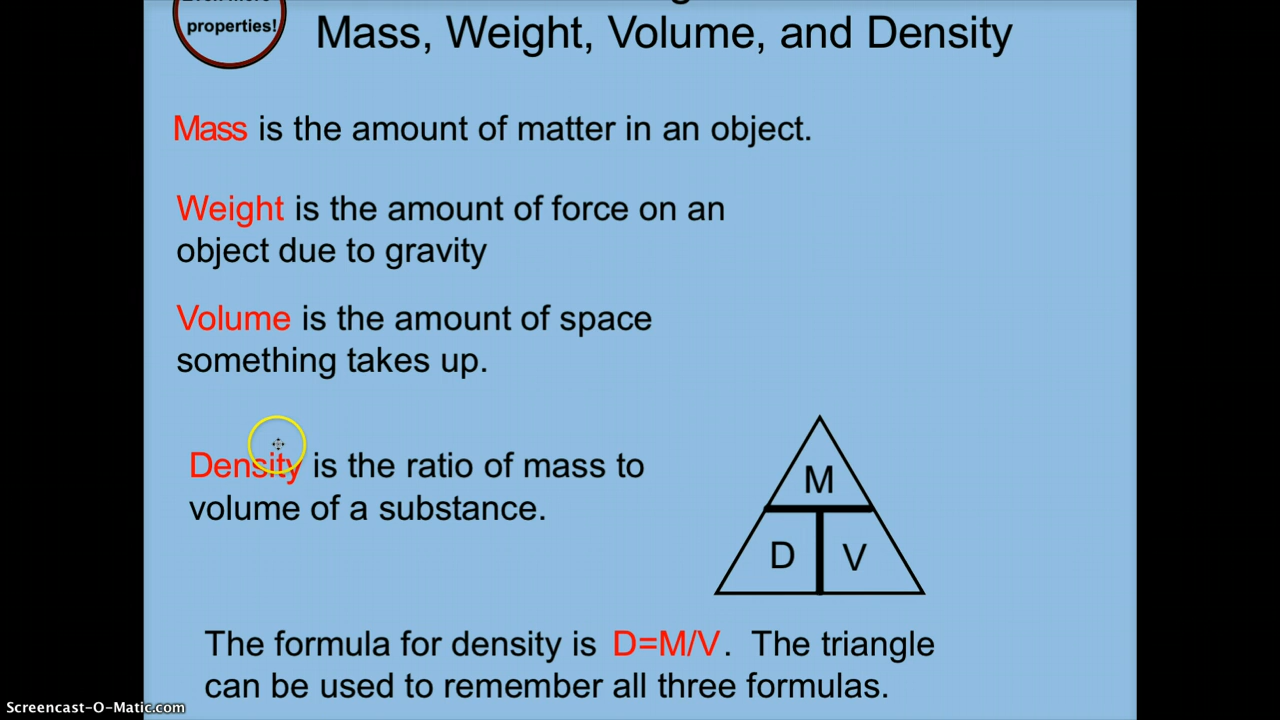 properties!
Mass, Weight, Volume, and Density
Mass is the amount of matter in an object.
Weight is the amount of force on an
object due to gravity
Volume is the amount of space
something takes up.
Density is the ratio of mass to
volume of a substance.
M
D V
The formula for density is D=M/V. The triangle
can be used to remember all three formulas.
Screencast-O-Matic.com